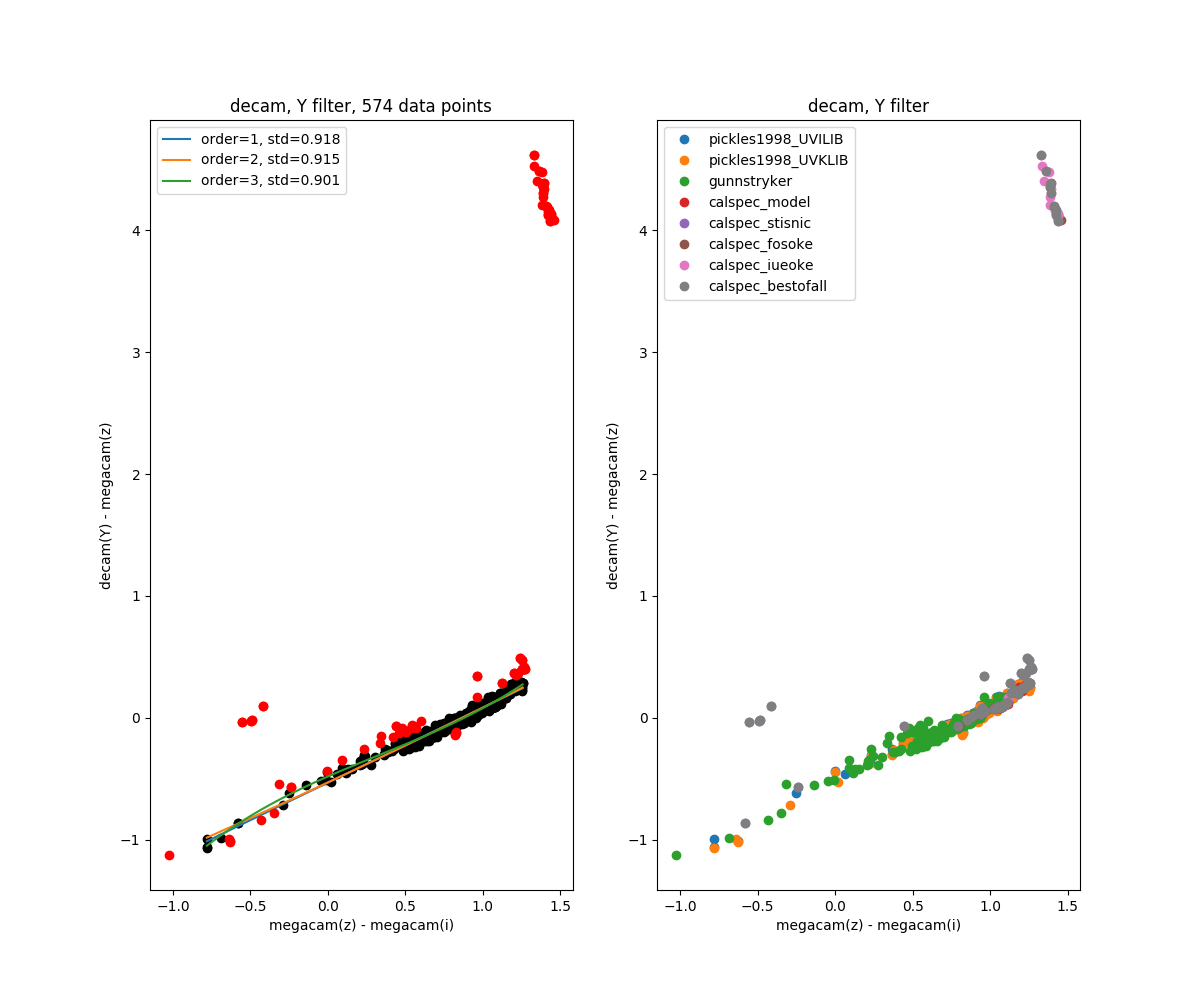 decam, Y filter, 574 data points
order=1, std=0.918
order=2, std=0.915
order=3, std=0.901
4
3
2
1
0
−1
decam(Y) - megacam(z)
−1.0 −0.5 0.0 0.5 1.0 1.5
megacam(z) - megacam(i)
decam, Y filter
pickles1998_UVILIB
pickles1998_UVKLIB
gunnstryker
calspec_model
calspec_stisnic
calspec_fosoke
calspec_iueoke
calspec_bestofall
4
3
2
1
0
−1
decam(Y) - megacam(z)
−1.0 −0.5 0.0 0.5 1.0 1.5
megacam(z) - megacam(i)